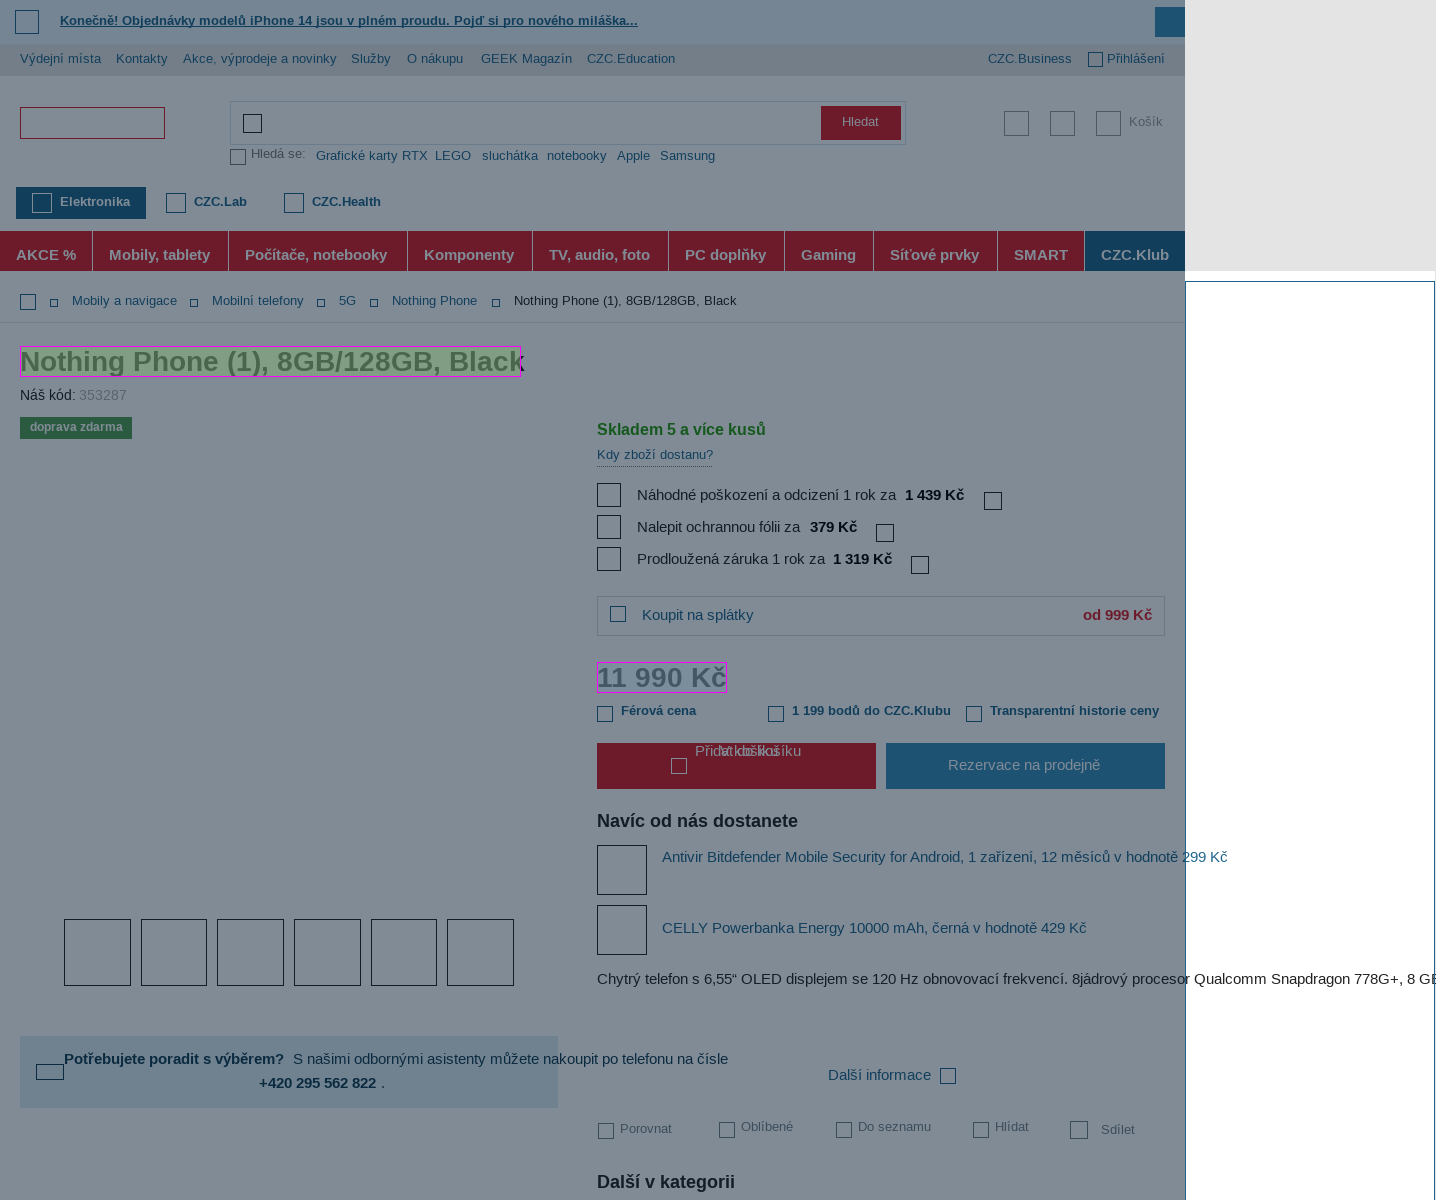 Konečně! Objednávky modelů iPhone 14 jsou v plném proudu. Pojď si pro nového miláška...
Výdejní místa Kontakty Akce, výprodeje a novinky Služby O nákupu GEEK Magazín CZC.Education CZC.Business Přihlášení
Hledat Košík
Hledá se: Grafické karty RTX LEGO sluchátka notebooky Apple Samsung
Elektronika CZC.Lab CZC.Health
AKCE % Mobily, tablety Počítače, notebooky Komponenty TV, audio, foto PC doplňky Gaming Síťové prvky SMART CZC.Klub
Mobily a navigace Mobilní telefony 5G Nothing Phone Nothing Phone (1), 8GB/128GB, Black
Nothing Phone (1), 8GB/128GB, Black
Náš kód: 353287
doprava zdarma
Skladem 5 a více kusů
Kdy zboží dostanu?
Náhodné poškození a odcizení 1 rok za 1 439 Kč
Nalepit ochrannou fólii za 379 Kč
Prodloužená záruka 1 rok za 1 319 Kč
Koupit na splátky od 999 Kč
11 990 Kč
Férová cena 1 199 bodů do CZC.Klubu Transparentní historie ceny
Přidat do košíku
V košíku
Rezervace na prodejně
Navíc od nás dostanete
Antivir Bitdefender Mobile Security for Android, 1 zařízení, 12 měsíců v hodnotě 299 Kč
CELLY Powerbanka Energy 10000 mAh, černá v hodnotě 429 Kč
Chytrý telefon s 6,55“ OLED displejem se 120 Hz obnovovací frekvencí. 8jádrový procesor Qualcomm Snapdragon 778G+, 8 GB
Potřebujete poradit s výběrem? S našimi odbornými asistenty můžete nakoupit po telefonu na čísle
+420 295 562 822 .
Další informace
Porovnat Oblíbené Do seznamu Hlídat Sdílet
Další v kategorii